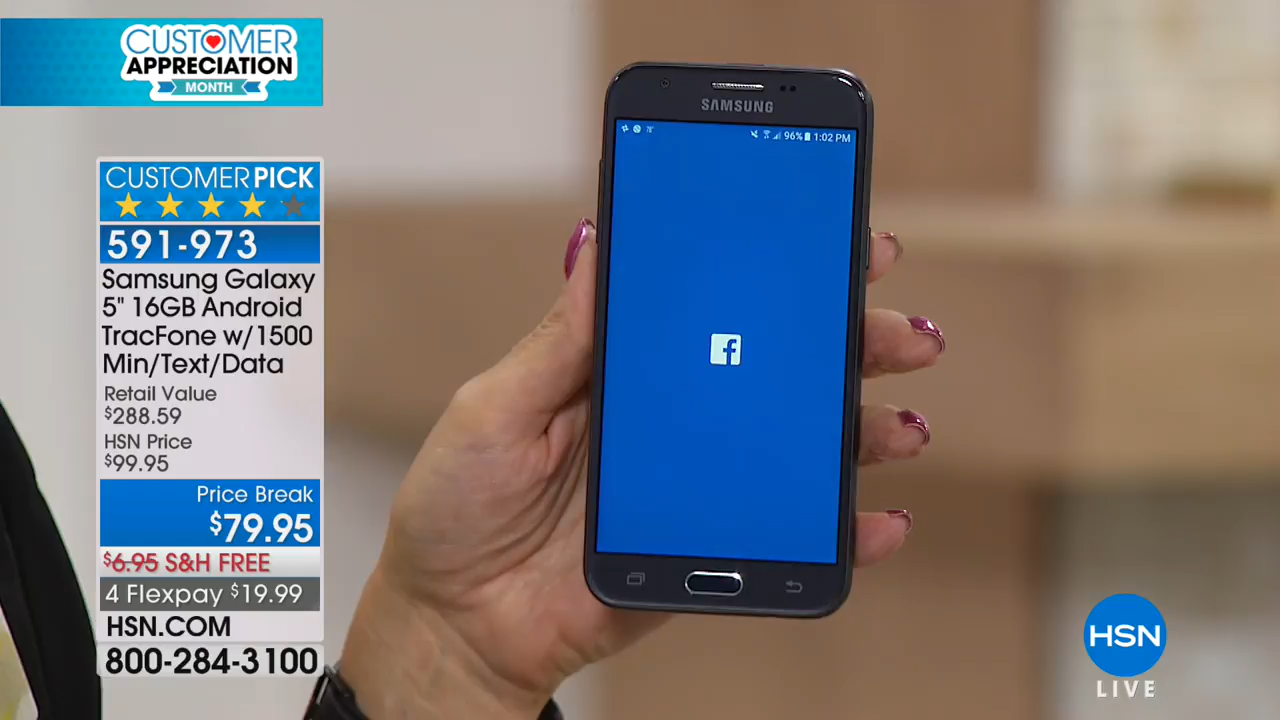 CUSTOMER
APPRECIATION
MONTH
CUSTOMER PICK
591-973
Samsung Galaxy
5" 16GB Android
TracFone w/1500
Min/Text/Data
Retail Value
$288.59
HSN Price
$99.95
Price Break
$79.95
$6.95 S&H FREE
4 Flexpay $19.99
HSN.COM
800-284-3100
SAMSUNG
96% 1:02 PM
f
HSN
LIVE